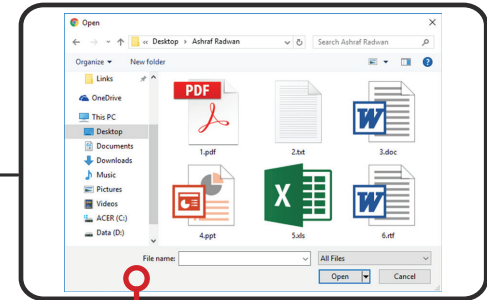 Open
« Desktop > Ashraf Radwan
Search Ashraf Radwan
Organize
New folder
Links
OneDrive
This PC
Desktop
Documents
Downloads
Music
Pictures
Videos
ACER (C:)
Data (D:)
PDF
1.pdf
2.txt
W
3.doc
4.ppt
X
5.xls
W
6.rtf
File name:
All Files
Open
Cancel